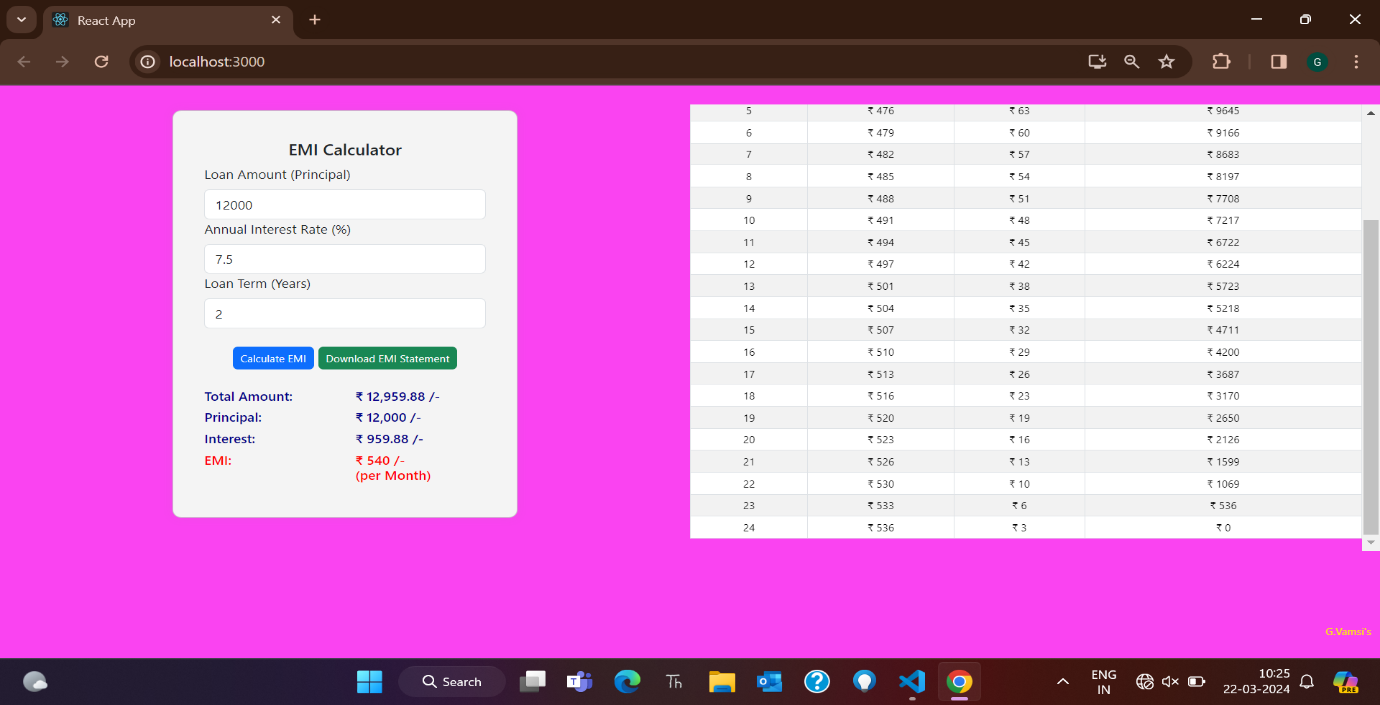 React App
localhost:3000
G
EMI Calculator
Loan Amount (Principal)
12000
Annual Interest Rate (%)
7.5
Loan Term (Years)
2
Calculate EMI Download EMI Statement
Total Amount: ₹ 12,959.88 /-
Principal: ₹ 12,000 /-
Interest: ₹ 959.88 /-
EMI: ₹ 540 /-
(per Month)
5 ₹ 476 ₹ 63 ₹ 9645
6 ₹ 479 ₹ 60 ₹ 9166
7 ₹ 482 ₹ 57 ₹ 8683
8 ₹ 485 ₹ 54 ₹ 8197
9 ₹ 488 ₹ 51 ₹ 7708
10 ₹ 491 ₹ 48 ₹ 7217
11 ₹ 494 ₹ 45 ₹ 6722
12 ₹ 497 ₹ 42 ₹ 6224
13 ₹ 501 ₹ 38 ₹ 5723
14 ₹ 504 ₹ 35 ₹ 5218
15 ₹ 507 ₹ 32 ₹ 4711
16 ₹ 510 ₹ 29 ₹ 4200
17 ₹ 513 ₹ 26 ₹ 3687
18 ₹ 516 ₹ 23 ₹ 3170
19 ₹ 520 ₹ 19 ₹ 2650
20 ₹ 523 ₹ 16 ₹ 2126
21 ₹ 526 ₹ 13 ₹ 1599
22 ₹ 530 ₹ 10 ₹ 1069
23 ₹ 533 ₹ 6 ₹ 536
24 ₹ 536 ₹ 3 ₹ 0
G.Vamsi's
Search
T
Th
ENG
IN
10:25
22-03-2024
PRE